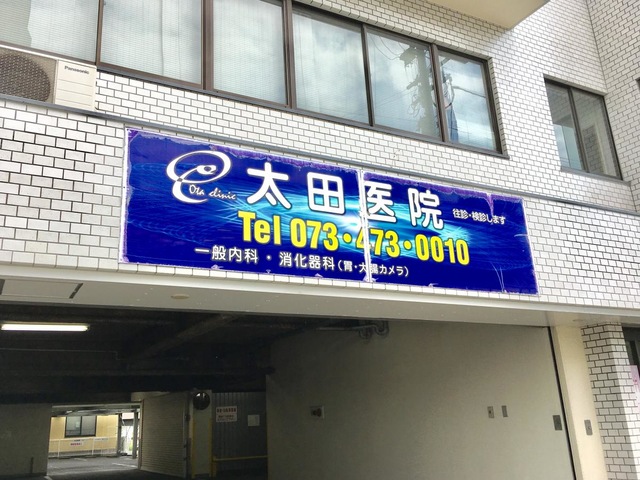 Panasonic
Ota clinic
太田医院 往診・検診します
Tel 073・473・0010
一般内科・消化器科(胃・大腸カメラ)